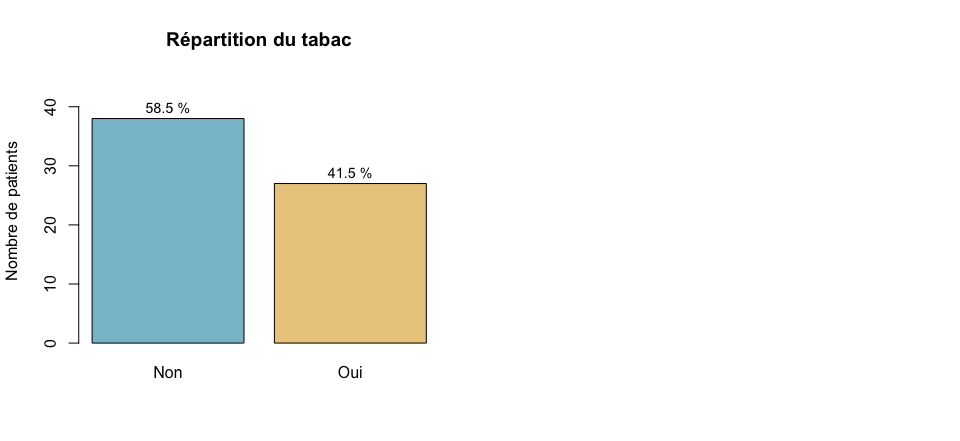 Répartition du tabac
Nombre de patients
40
30
20
10
0
58.5 %
41.5 %
Non
Oui